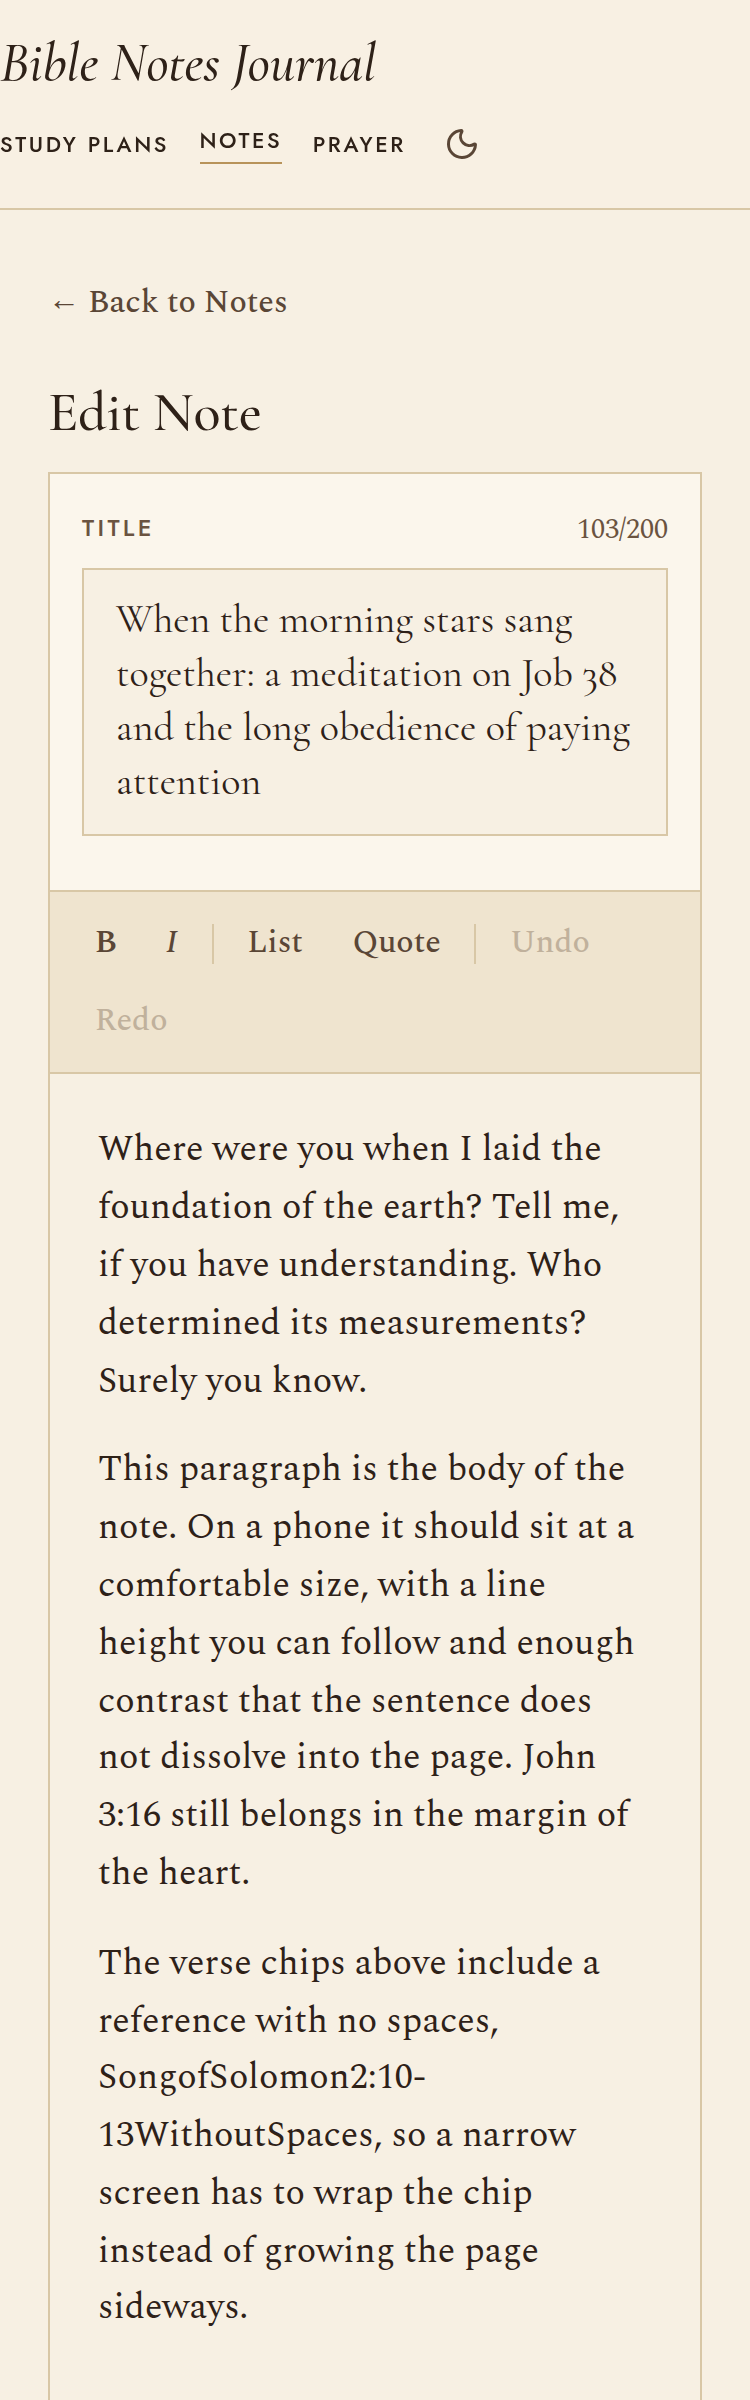 Bible Notes Journal
STUDY PLANS NOTES PRAYER
← Back to Notes
Edit Note
TITLE 103/200
When the morning stars sang
together: a meditation on Job 38
and the long obedience of paying
attention
B I List Quote Undo
Redo
Where were you when I laid the
foundation of the earth? Tell me,
if you have understanding. Who
determined its measurements?
Surely you know.
This paragraph is the body of the
note. On a phone it should sit at a
comfortable size, with a line
height you can follow and enough
contrast that the sentence does
not dissolve into the page. John
3:16 still belongs in the margin of
the heart.
The verse chips above include a
reference with no spaces,
SongofSolomon2:10-
13WithoutSpaces, so a narrow
screen has to wrap the chip
instead of growing the page
sideways.